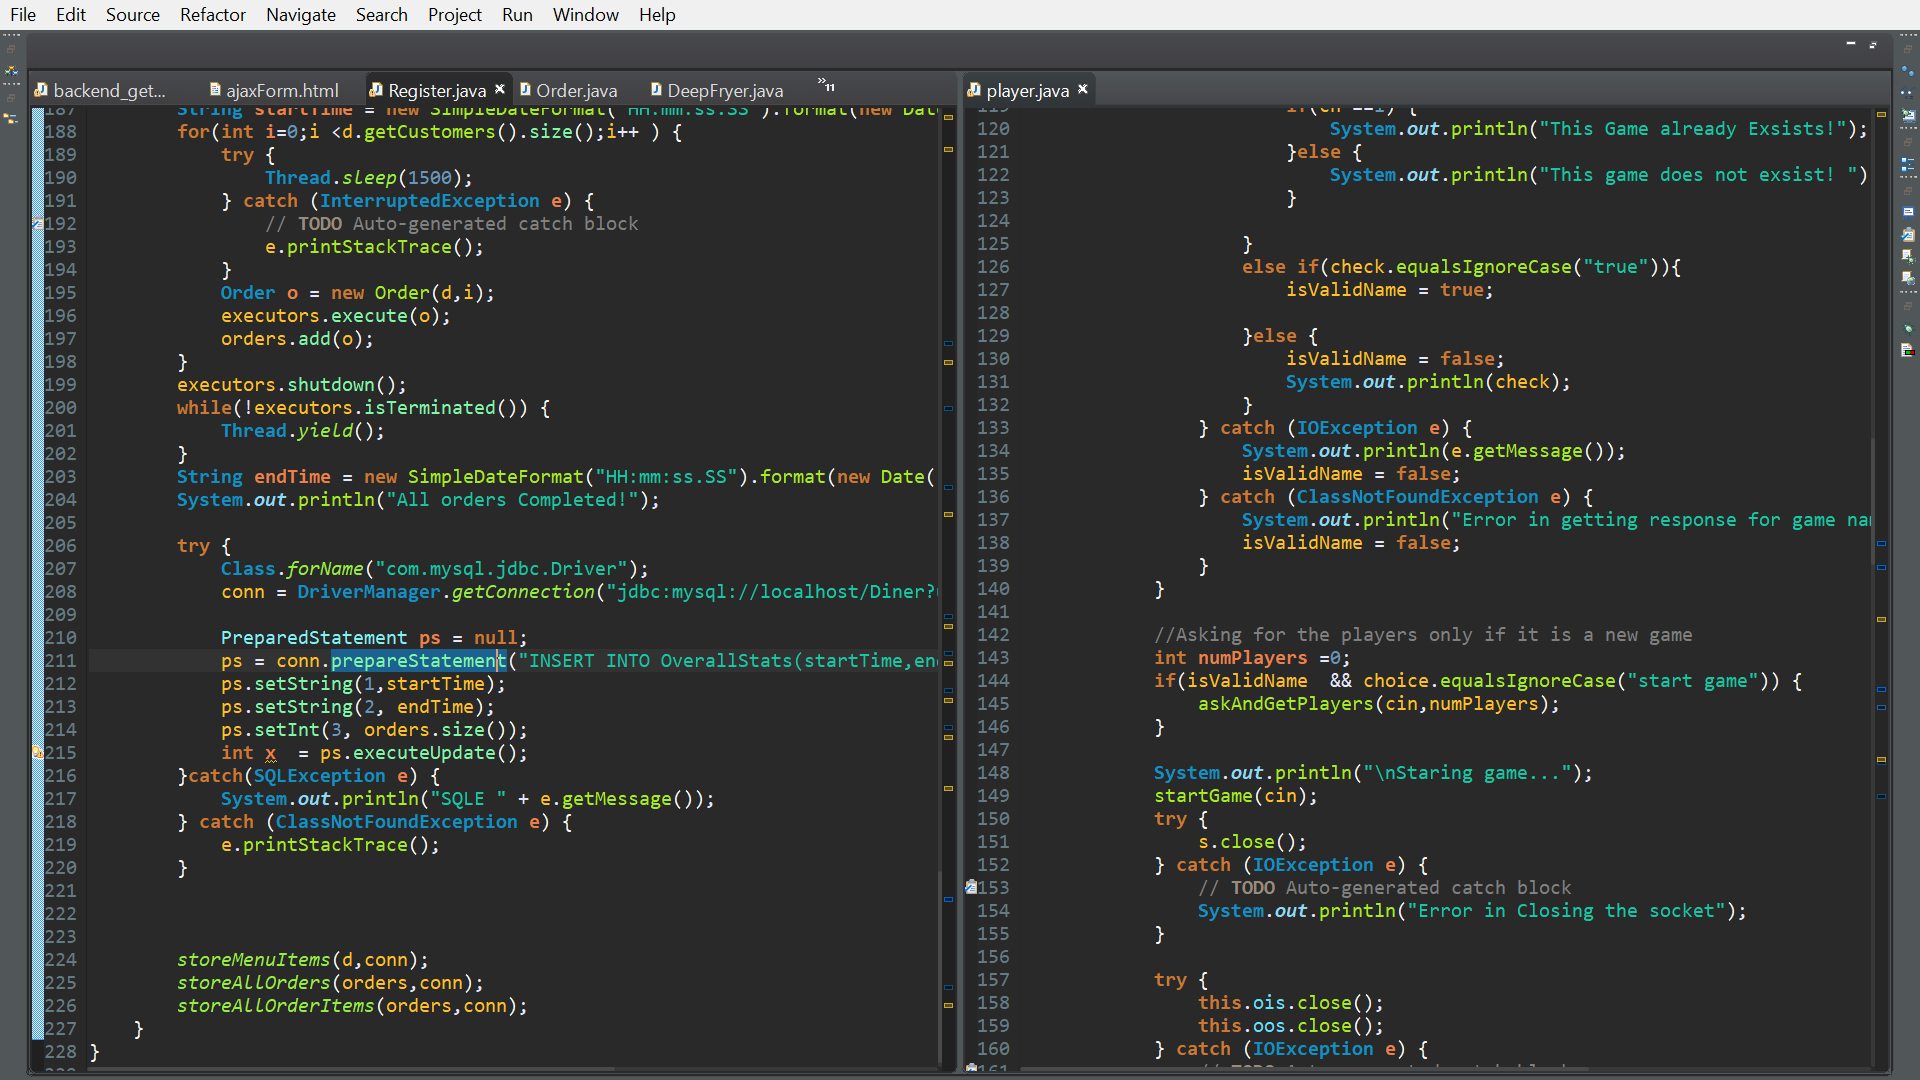 File Edit Source Refactor Navigate Search Project Run Window Help
backend_get... ajaxForm.html Register.java Order.java DeepFryer.java »11
187 String startTime = new SimpleDateFormat("HH:mm:ss.SS").format(new Dat
188 for(int i=0;i <d.getCustomers().size();i++ ) {
189 try {
190 Thread.sleep(1500);
191 } catch (InterruptedException e) {
192 // TODO Auto-generated catch block
193 e.printStackTrace();
194 }
195 Order o = new Order(d,i);
196 executors.execute(o);
197 orders.add(o);
198 }
199 executors.shutdown();
200 while(!executors.isTerminated()) {
201 Thread.yield();
202 }
203 String endTime = new SimpleDateFormat("HH:mm:ss.SS").format(new Date(
204 System.out.println("All orders Completed!");
205
206 try {
207 Class.forName("com.mysql.jdbc.Driver");
208 conn = DriverManager.getConnection("jdbc:mysql://localhost/Diner?
209
210 PreparedStatement ps = null;
211 ps = conn.prepareStatement("INSERT INTO OverallStats(startTime,en
212 ps.setString(1,startTime);
213 ps.setString(2, endTime);
214 ps.setInt(3, orders.size());
215 int x  = ps.executeUpdate();
216 }catch(SQLException e) {
217 System.out.println("SQLE " + e.getMessage());
218 } catch (ClassNotFoundException e) {
219 e.printStackTrace();
220 }
221
222
223
224 storeMenuItems(d,conn);
225 storeAllOrders(orders,conn);
226 storeAllOrderItems(orders,conn);
227 }
228 }
player.java
119 if(ch ==1) {
120 System.out.println("This Game already Exsists!");
121 }else {
122 System.out.println("This game does not exsist! ")
123 }
124
125 }
126 else if(check.equalsIgnoreCase("true")){
127 isValidName = true;
128
129 }else {
130 isValidName = false;
131 System.out.println(check);
132 }
133 } catch (IOException e) {
134 System.out.println(e.getMessage());
135 isValidName = false;
136 } catch (ClassNotFoundException e) {
137 System.out.println("Error in getting response for game na
138 isValidName = false;
139 }
140 }
141
142 //Asking for the players only if it is a new game
143 int numPlayers =0;
144 if(isValidName  && choice.equalsIgnoreCase("start game")) {
145 askAndGetPlayers(cin,numPlayers);
146 }
147
148 System.out.println("\nStaring game...");
149 startGame(cin);
150 try {
151 s.close();
152 } catch (IOException e) {
153 // TODO Auto-generated catch block
154 System.out.println("Error in Closing the socket");
155 }
156
157 try {
158 this.ois.close();
159 this.oos.close();
160 } catch (IOException e) {
161 // TODO Auto-generated catch block